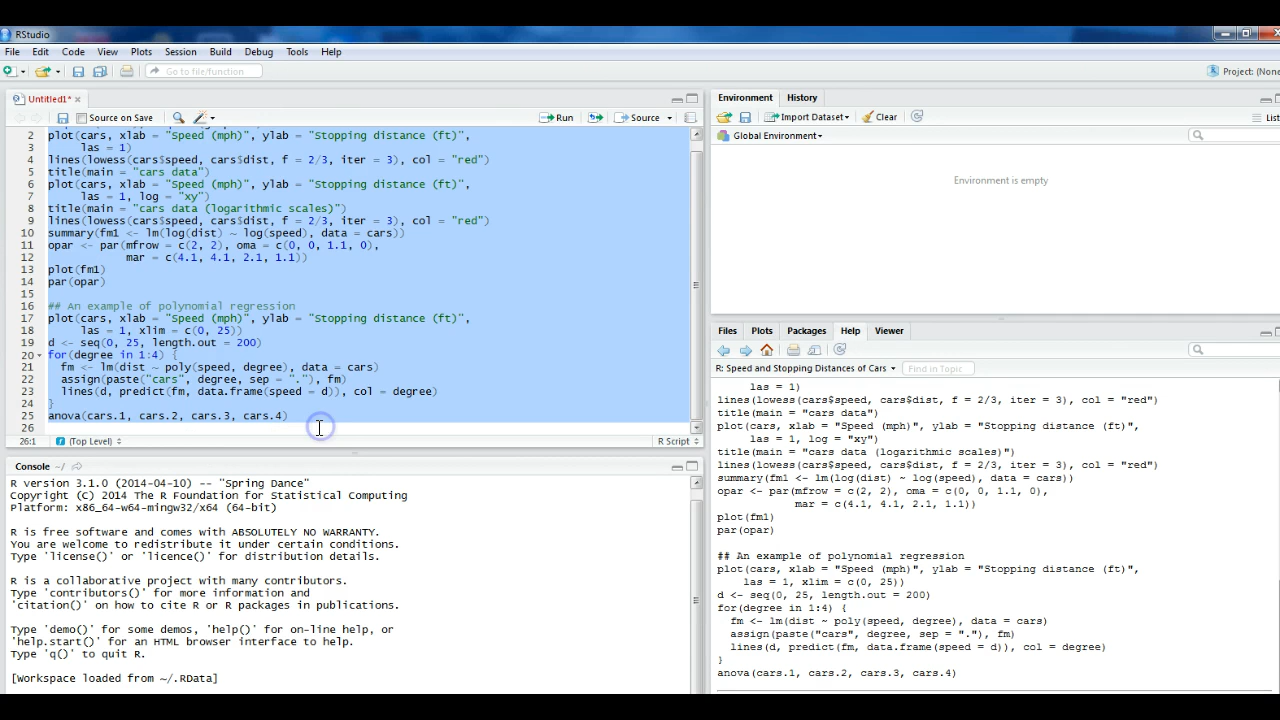 RStudio
File Edit Code View Plots Session Build Debug Tools Help
Go to file/function
Project: (None
Untitled1* ×
Source on Save
Run
Source
2 plot(cars, xlab = "Speed (mph)", ylab = "Stopping distance (ft)",
3      las = 1)
4 lines(lowess(cars$speed, cars$dist, f = 2/3, iter = 3), col = "red")
5 title(main = "cars data")
6 plot(cars, xlab = "Speed (mph)", ylab = "Stopping distance (ft)",
7      las = 1, log = "xy")
8 title(main = "cars data (logarithmic scales)")
9 lines(lowess(cars$speed, cars$dist, f = 2/3, iter = 3), col = "red")
10 summary(fm1 <- lm(log(dist) ~ log(speed), data = cars))
11 opar <- par(mfrow = c(2, 2), oma = c(0, 0, 1.1, 0),
12             mar = c(4.1, 4.1, 2.1, 1.1))
13 plot(fm1)
14 par(opar)
15
16 ## An example of polynomial regression
17 plot(cars, xlab = "Speed (mph)", ylab = "Stopping distance (ft)",
18     las = 1, xlim = c(0, 25))
19 d <- seq(0, 25, length.out = 200)
20 for(degree in 1:4) {
21   fm <- lm(dist ~ poly(speed, degree), data = cars)
22   assign(paste("cars", degree, sep = "."), fm)
23   lines(d, predict(fm, data.frame(speed = d)), col = degree)
24 }
25 anova(cars.1, cars.2, cars.3, cars.4)
26
26:1 (Top Level) R Script
Console ~/
R version 3.1.0 (2014-04-10) -- "Spring Dance"
Copyright (C) 2014 The R Foundation for Statistical Computing
Platform: x86_64-w64-mingw32/x64 (64-bit)
R is free software and comes with ABSOLUTELY NO WARRANTY.
You are welcome to redistribute it under certain conditions.
Type 'license()' or 'licence()' for distribution details.
R is a collaborative project with many contributors.
Type 'contributors()' for more information and
'citation()' on how to cite R or R packages in publications.
Type 'demo()' for some demos, 'help()' for on-line help, or
'help.start()' for an HTML browser interface to help.
Type 'q()' to quit R.
[Workspace loaded from ~/.RData]
Environment History
Import Dataset Clear List
Global Environment
Environment is empty
Files Plots Packages Help Viewer
R: Speed and Stopping Distances of Cars Find in Topic
las = 1)
lines(lowess(cars$speed, cars$dist, f = 2/3, iter = 3), col = "red")
title(main = "cars data")
plot(cars, xlab = "Speed (mph)", ylab = "Stopping distance (ft)",
     las = 1, log = "xy")
title(main = "cars data (logarithmic scales)")
lines(lowess(cars$speed, cars$dist, f = 2/3, iter = 3), col = "red")
summary(fm1 <- lm(log(dist) ~ log(speed), data = cars))
opar <- par(mfrow = c(2, 2), oma = c(0, 0, 1.1, 0),
            mar = c(4.1, 4.1, 2.1, 1.1))
plot(fm1)
par(opar)
## An example of polynomial regression
plot(cars, xlab = "Speed (mph)", ylab = "Stopping distance (ft)",
    las = 1, xlim = c(0, 25))
d <- seq(0, 25, length.out = 200)
for(degree in 1:4) {
  fm <- lm(dist ~ poly(speed, degree), data = cars)
  assign(paste("cars", degree, sep = "."), fm)
  lines(d, predict(fm, data.frame(speed = d)), col = degree)
}
anova(cars.1, cars.2, cars.3, cars.4)